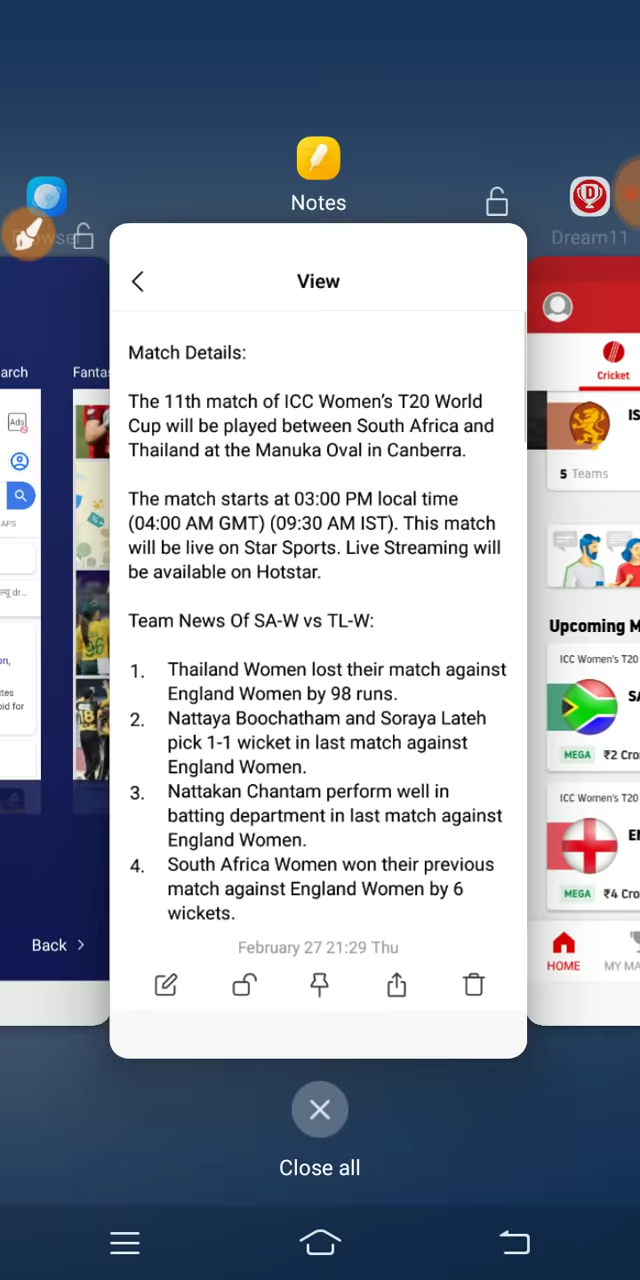 Notes
Browser
Dream11
View
arch
Fantas
Ads
APS
Match Details:
The 11th match of ICC Women’s T20 World
Cup will be played between South Africa and
Thailand at the Manuka Oval in Canberra.
The match starts at 03:00 PM local time
(04:00 AM GMT) (09:30 AM IST). This match
will be live on Star Sports. Live Streaming will
be available on Hotstar.
Team News Of SA-W vs TL-W:
1. Thailand Women lost their match against
England Women by 98 runs.
2. Nattaya Boochatham and Soraya Lateh
pick 1-1 wicket in last match against
England Women.
3. Nattakan Chantam perform well in
batting department in last match against
England Women.
4. South Africa Women won their previous
match against England Women by 6
wickets.
February 27 21:29 Thu
Back
Cricket
IS
5 Teams
Upcoming M
ICC Women's T20
SA
MEGA ₹2 Cro
ICC Women's T20
EN
MEGA ₹4 Cro
HOME
MY MA
Close all